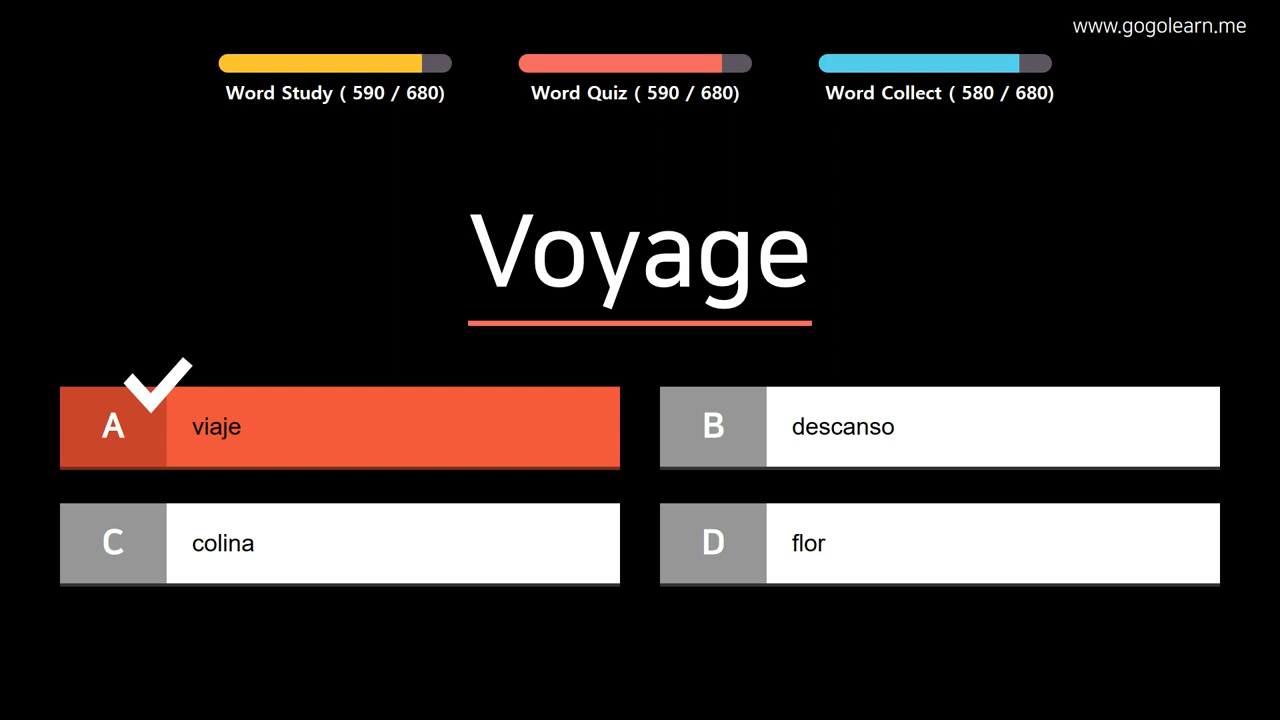 www.gogolearn.me
Word Study ( 590 / 680)
Word Quiz ( 590 / 680)
Word Collect ( 580 / 680)
Voyage
A viaje
B descanso
C colina
D flor